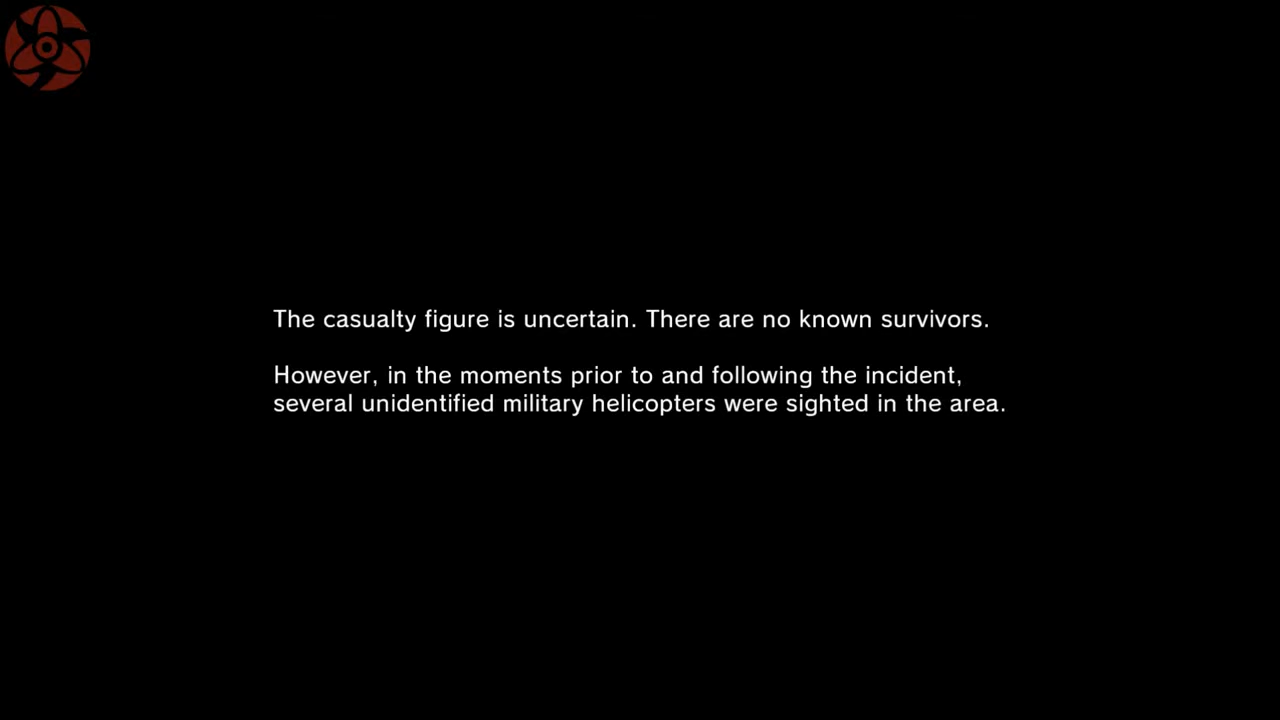 The casualty figure is uncertain. There are no known survivors.
However, in the moments prior to and following the incident,
several unidentified military helicopters were sighted in the area.